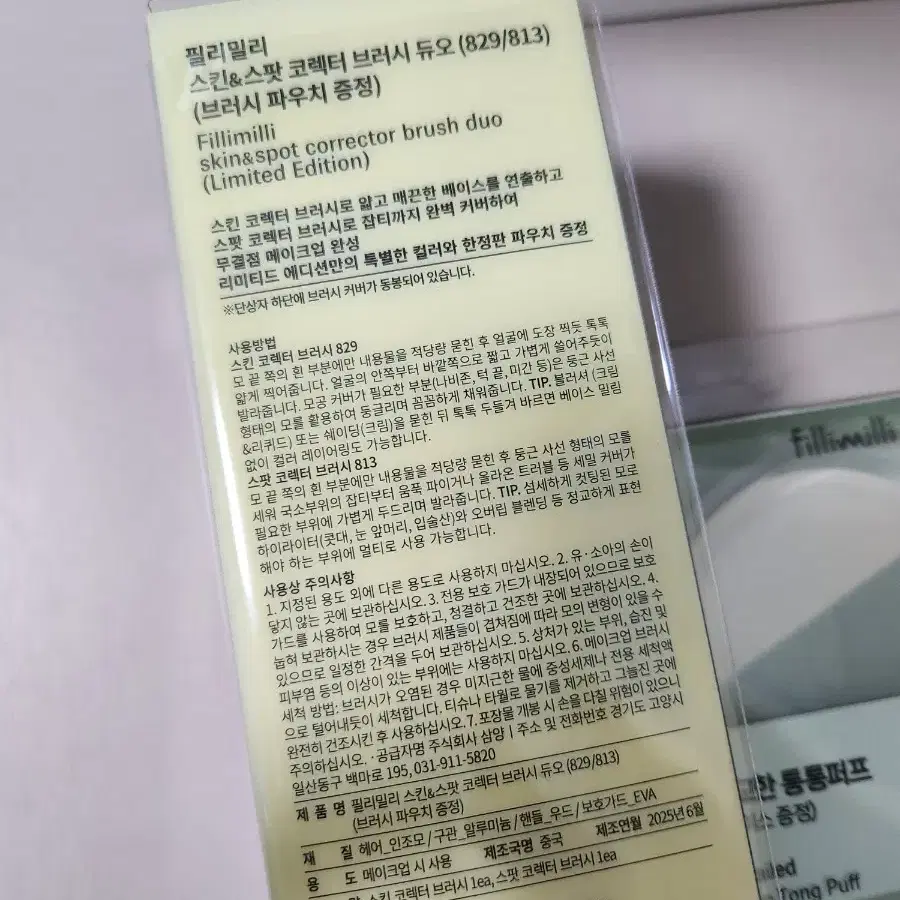 필리밀리
스킨&스팟 코렉터 브러시 듀오 (829/813)
(브러시 파우치 증정)
Fillimilli
skin&spot corrector brush duo
(Limited Edition)
스킨 코렉터 브러시로 얇고 매끈한 베이스를 연출하고
스팟 코렉터 브러시로 잡티까지 완벽 커버하여
무결점 메이크업 완성
리미티드 에디션만의 특별한 컬러와 한정판 파우치 증정
※단상자 하단에 브러시 커버가 동봉되어 있습니다.
사용방법
스킨 코렉터 브러시 829
모 끝 쪽의 흰 부분에만 내용물을 적당량 묻힌 후 얼굴에 도장 찍듯 톡톡
얇게 찍어줍니다. 얼굴의 안쪽부터 바깥쪽으로 짧고 가볍게 쓸어주듯이
발라줍니다. 모공 커버가 필요한 부분(나비존, 턱 끝, 미간 등)은 둥근 사선
형태의 모를 활용하여 둥글리며 꼼꼼하게 채워줍니다. TIP. 블러셔 (크림
&리퀴드) 또는 쉐이딩(크림)을 묻힌 뒤 톡톡 두들겨 바르면 베이스 밀림
없이 컬러 레이어링도 가능합니다.
스팟 코렉터 브러시 813
모 끝 쪽의 흰 부분에만 내용물을 적당량 묻힌 후 둥근 사선 형태의 모를
세워 국소부위의 잡티부터 움푹 파이거나 올라온 트러블 등 세밀 커버가
필요한 부위에 가볍게 두드리며 발라줍니다. TIP. 섬세하게 컷팅된 모로
하이라이터(콧대, 눈 앞머리, 입술산)와 오버립 블렌딩 등 정교하게 표현
해야 하는 부위에 멀티로 사용 가능합니다.
사용상 주의사항
1. 지정된 용도 외에 다른 용도로 사용하지 마십시오. 2. 유·소아의 손이
닿지 않는 곳에 보관하십시오. 3. 전용 보호 가드가 내장되어 있으므로 보호
가드를 사용하여 모를 보호하고, 청결하고 건조한 곳에 보관하십시오. 4.
눕혀 보관하시는 경우 브러시 제품들이 겹쳐짐에 따라 모의 변형이 있을 수
있으므로 일정한 간격을 두어 보관하십시오. 5. 상처가 있는 부위, 습진 및
피부염 등의 이상이 있는 부위에는 사용하지 마십시오. 6. 메이크업 브러시
세척 방법: 브러시가 오염된 경우 미지근한 물에 중성세제나 전용 세척액
으로 털어내듯이 세척합니다. 티슈나 타월로 물기를 제거하고 그늘진 곳에
완전히 건조시킨 후 사용하십시오. 7. 포장물 개봉 시 손을 다칠 위험이 있으니
주의하십시오. ·공급자명 주식회사 삼양 | 주소 및 전화번호 경기도 고양시
일산동구 백마로 195, 031-911-5820
제 품 명 필리밀리 스킨&스팟 코렉터 브러시 듀오 (829/813)
(브러시 파우치 증정)
재 질 헤어_인조모 / 구관_알루미늄 / 핸들_우드 / 보호가드_EVA
용 도 메이크업 시 사용 제조국명 중국 제조연월 2025년 6월
스킨 코렉터 브러시 1ea, 스팟 코렉터 브러시 1ea
fillimilli
통통퍼프
증정)
Tong Puff